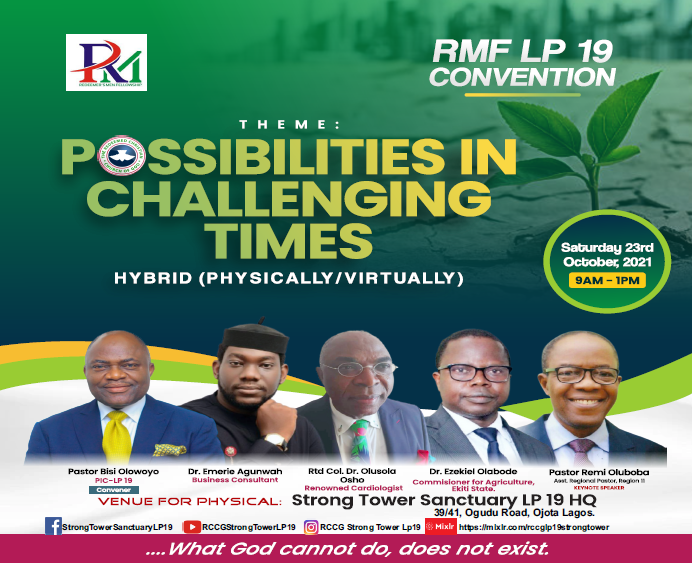 RM
REDEEMER'S MEN FELLOWSHIP
RMF LP 19
CONVENTION
THEME:
POSSIBILITIES IN
CHALLENGING
TIMES
HYBRID (PHYSICALLY/VIRTUALLY)
Saturday 23rd
October, 2021
9AM – 1PM
Pastor Bisi Olowoyo
PIC-LP 19
Convener
Dr. Emerie Agunwah
Business Consultant
Rtd Col. Dr. Olusola
Osho
Renowned Cardiologist
Dr. Ezekiel Olabode
Commisioner for Agriculture,
Ekiti State.
Pastor Remi Oluboba
Asst. Regional Pastor, Region 11
KEYNOTE SPEAKER
VENUE FOR PHYSICAL: Strong Tower Sanctuary LP 19 HQ
39/41, Ogudu Road, Ojota Lagos.
StrongTowerSanctuaryLP19 RCCGStrongTowerLP19 RCCG Strong Tower Lp19 Mixlr https://mixlr.com/rccglp19strongtower
....What God cannot do, does not exist.